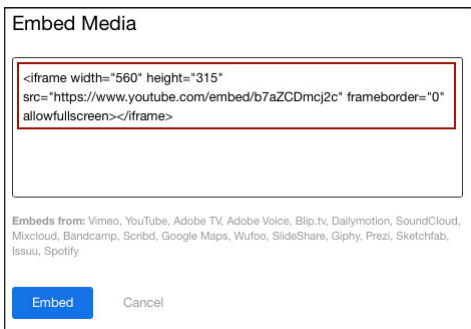 Embed Media
<iframe width="560" height="315"
src="https://www.youtube.com/embed/b7aZCDmcj2c" frameborder="0"
allowfullscreen></iframe>
Embeds from: Vimeo, YouTube, Adobe TV, Adobe Voice, Blip.tv, Dailymotion, SoundCloud,
Mixcloud, Bandcamp, Scribd, Google Maps, Wufoo, SlideShare, Giphy, Prezi, Sketchfab,
Issuu, Spotify
Embed Cancel